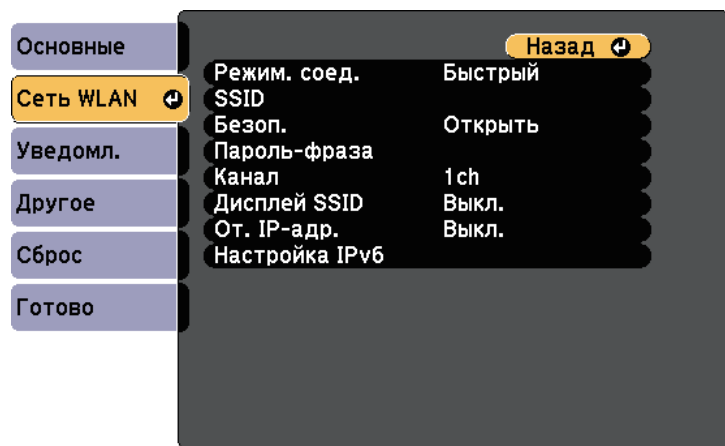 Основные
Сеть WLAN
Уведомл.
Другое
Сброс
Готово
Назад
Режим. соед. Быстрый
SSID
Безоп. Открыть
Пароль-фраза
Канал 1ch
Дисплей SSID Выкл.
От. IP-адр. Выкл.
Настройка IPv6